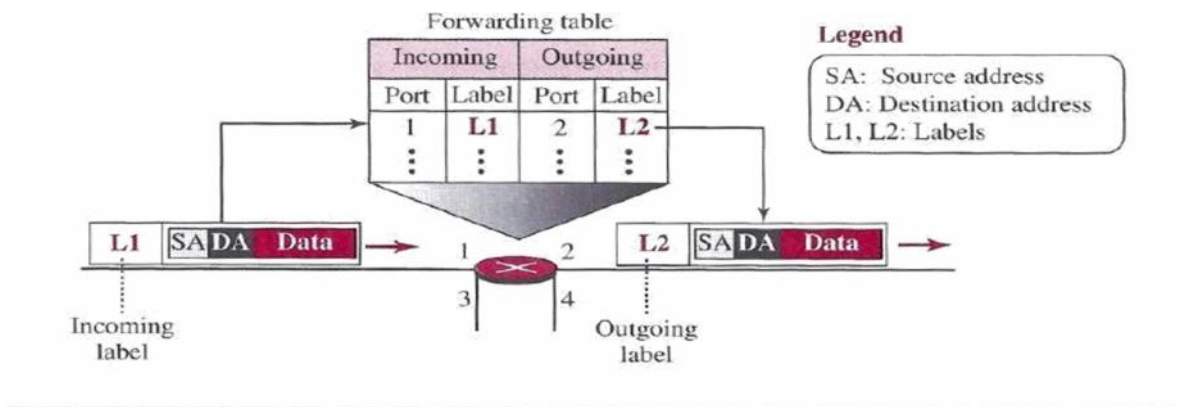 Forwarding table
Incoming Outgoing
Port Label Port Label
1 L1 2 L2
Legend
SA: Source address
DA: Destination address
L1, L2: Labels
L1 SA DA Data
1 2
3 4
L2 SA DA Data
Incoming
label
Outgoing
label